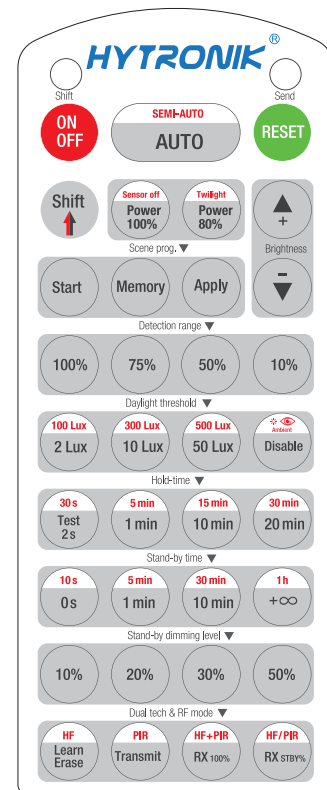 HYTRONIK®
Shift Send
ON
OFF
SEMI-AUTO
AUTO
RESET
Shift
Sensor off
Power
100%
Twilight
Power
80%
+
Brightness
-
Scene prog. ▼
Start Memory Apply
Detection range ▼
100% 75% 50% 10%
Daylight threshold ▼
100 Lux 300 Lux 500 Lux Ambient
2 Lux 10 Lux 50 Lux Disable
Hold-time ▼
30 s 5 min 15 min 30 min
Test
2 s
1 min 10 min 20 min
Stand-by time ▼
10 s 5 min 30 min 1 h
0 s 1 min 10 min +∞
Stand-by dimming level ▼
10% 20% 30% 50%
Dual tech & RF mode ▼
HF PIR HF+PIR HF/PIR
Learn
Erase
Transmit RX 100% RX STBY%